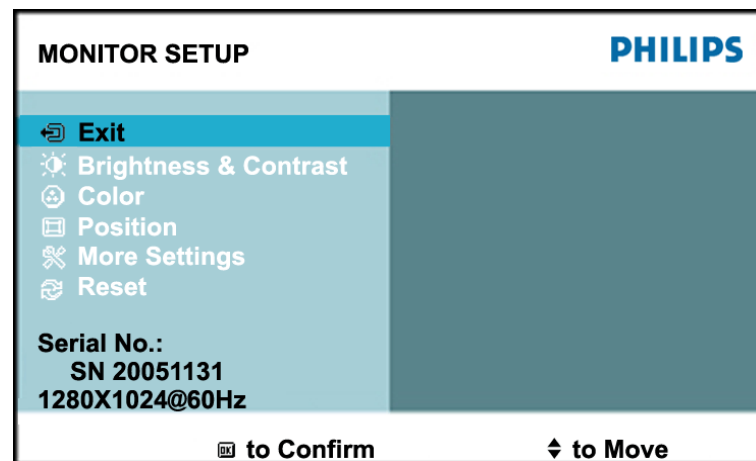 MONITOR SETUP
PHILIPS
Exit
Brightness & Contrast
Color
Position
More Settings
Reset
Serial No.:
SN 20051131
1280X1024@60Hz
OK to Confirm
to Move